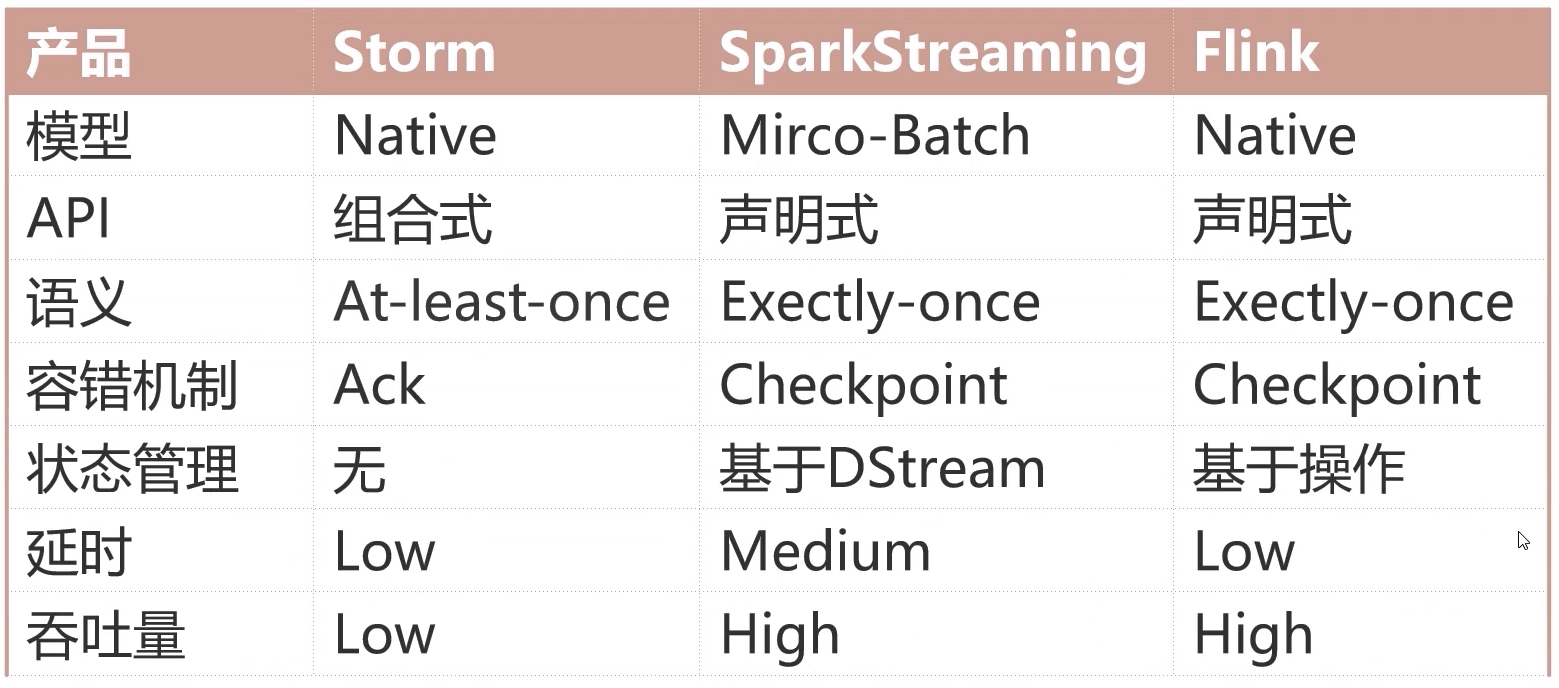 产品 Storm SparkStreaming Flink
模型 Native Mirco-Batch Native
API 组合式 声明式 声明式
语义 At-least-once Exectly-once Exectly-once
容错机制 Ack Checkpoint Checkpoint
状态管理 无 基于DStream 基于操作
延时 Low Medium Low
吞吐量 Low High High